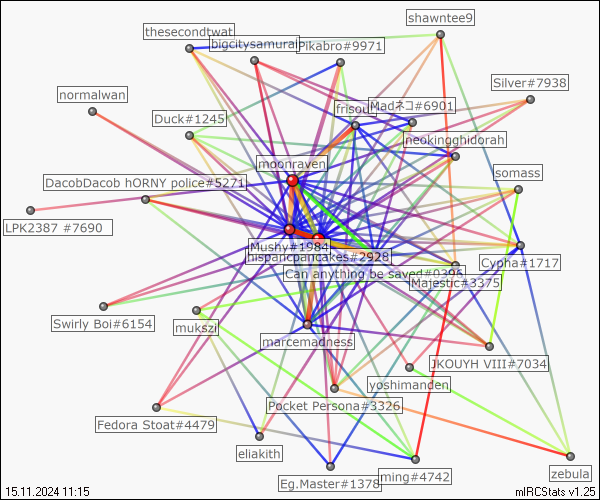 shawntee9
thesecondtwat
bigcitysamurai
Pikabro#9971
Silver#7938
normalwan
Madネコ#6901
frisou
Duck#1245
neokingghidorah
moonraven
somass
DacobDacob hORNY police#5271
LPK2387 #7690
Mushy#1984
hispancpancakes#2928
Cypha#1717
Can anything be saved#0396
Majestic#3375
Swirly Boi#6154
mukszi
marcemadness
JKOUYH VIII#7034
yoshimanden
Pocket Persona#3326
Fedora Stoat#4479
eliakith
zebula
ming#4742
Eg.Master#1378
15.11.2024 11:15
mIRCStats v1.25